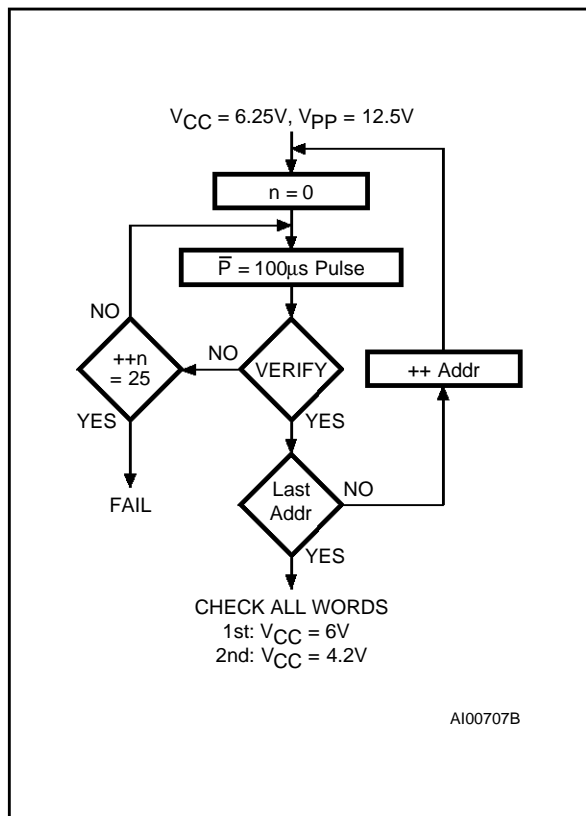 VCC = 6.25V, VPP = 12.5V
n = 0
P̅ = 100μs Pulse
NO
++n
= 25
NO
VERIFY
++ Addr
YES
YES
FAIL
Last
Addr
NO
YES
CHECK ALL WORDS
1st: VCC = 6V
2nd: VCC = 4.2V
AI00707B